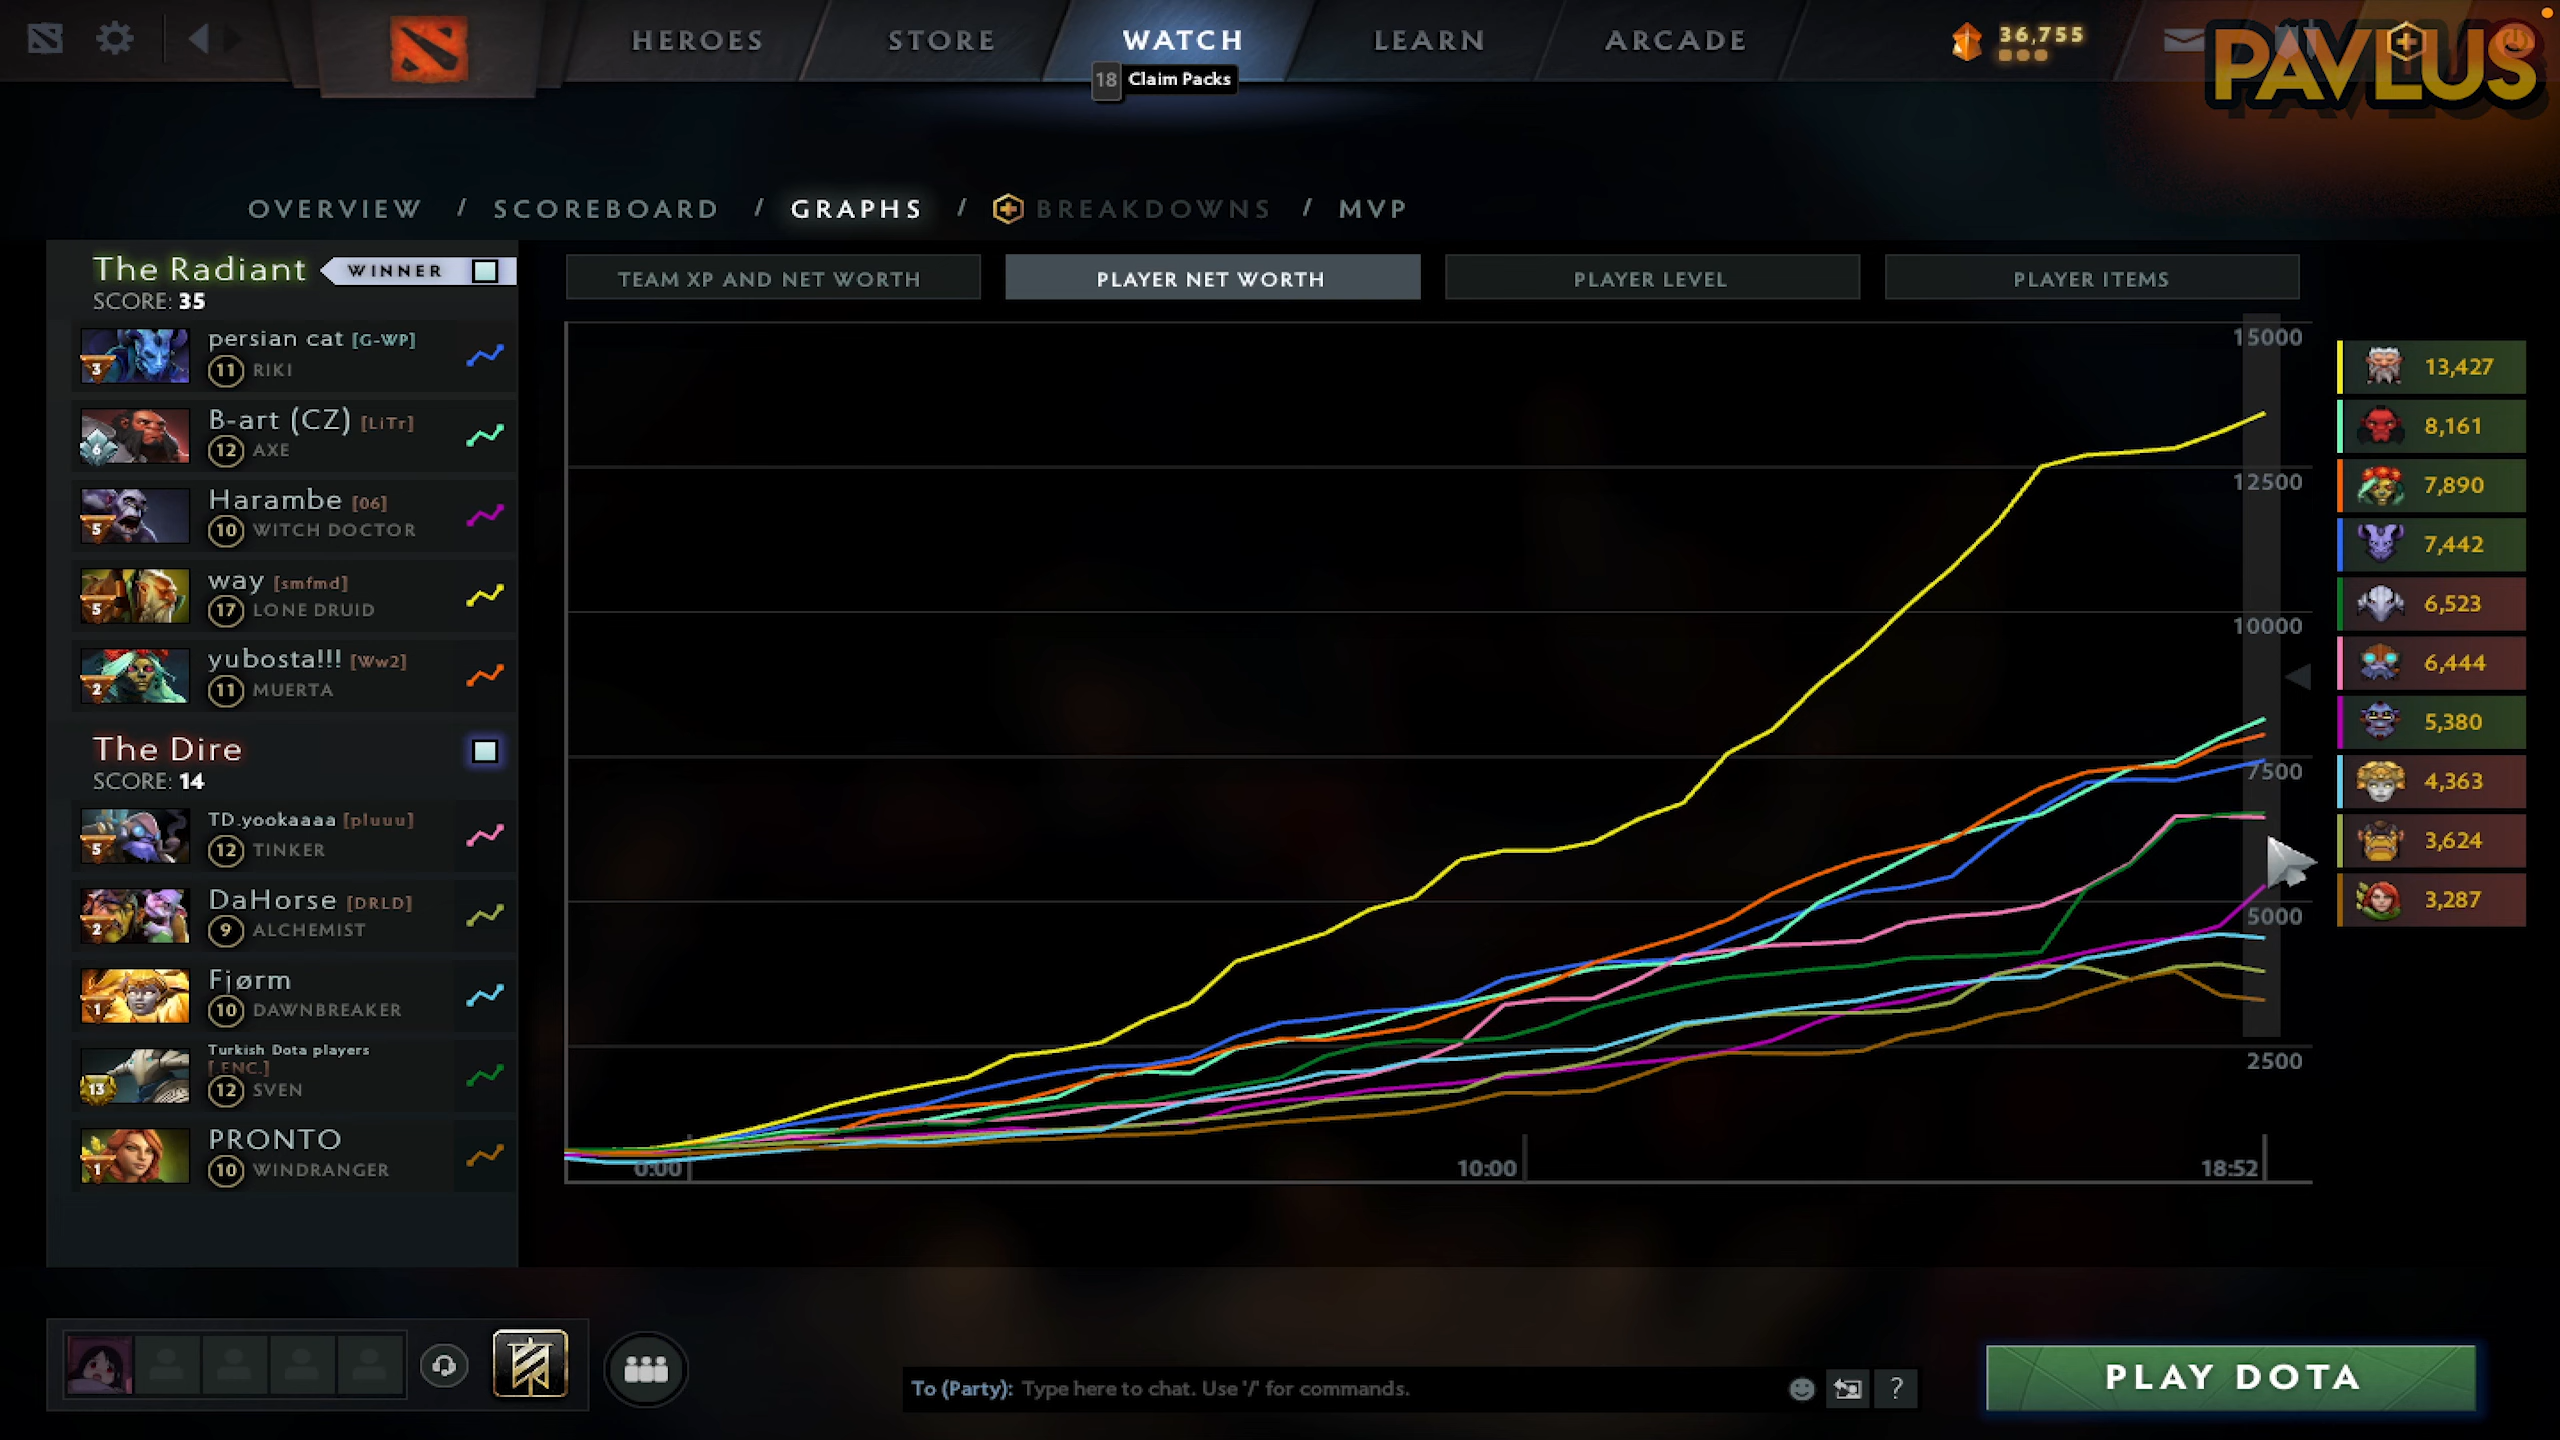 HEROES
STORE
WATCH
LEARN
ARCADE
36,755
PAVLUS
18 Claim Packs
OVERVIEW / SCOREBOARD / GRAPHS / BREAKDOWNS / MVP
The Radiant
WINNER
SCORE: 35
3
persian cat [G-WP]
11 RIKI
6
B-art (CZ) [LiTr]
12 AXE
5
Harambe [06]
10 WITCH DOCTOR
5
way [smfmd]
17 LONE DRUID
2
yubosta!!! [Ww2]
11 MUERTA
The Dire
SCORE: 14
5
TD.yookaaaa [pluuu]
12 TINKER
2
DaHorse [DRLD]
9 ALCHEMIST
1
Fjørm
10 DAWNBREAKER
13
Turkish Dota players
[.ENC.]
12 SVEN
1
PRONTO
10 WINDRANGER
TEAM XP AND NET WORTH
PLAYER NET WORTH
PLAYER LEVEL
PLAYER ITEMS
15000
12500
10000
7500
5000
2500
0:00
10:00
18:52
13,427
8,161
7,890
7,442
6,523
6,444
5,380
4,363
3,624
3,287
To (Party): Type here to chat. Use '/' for commands.
?
PLAY DOTA